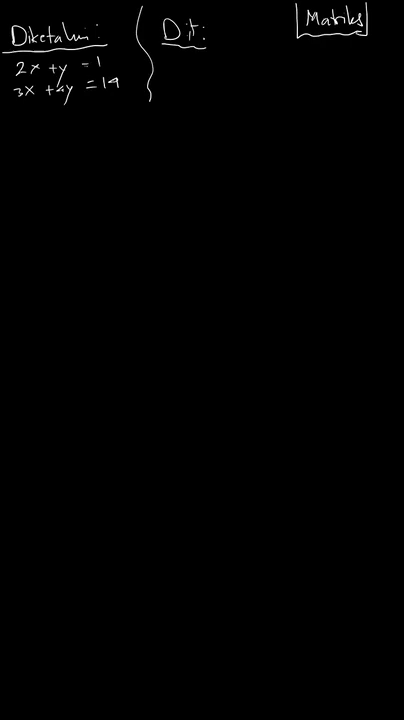 Diketahui:
2x + y = 1
3x + 4y = 14
Dit:
Matriks